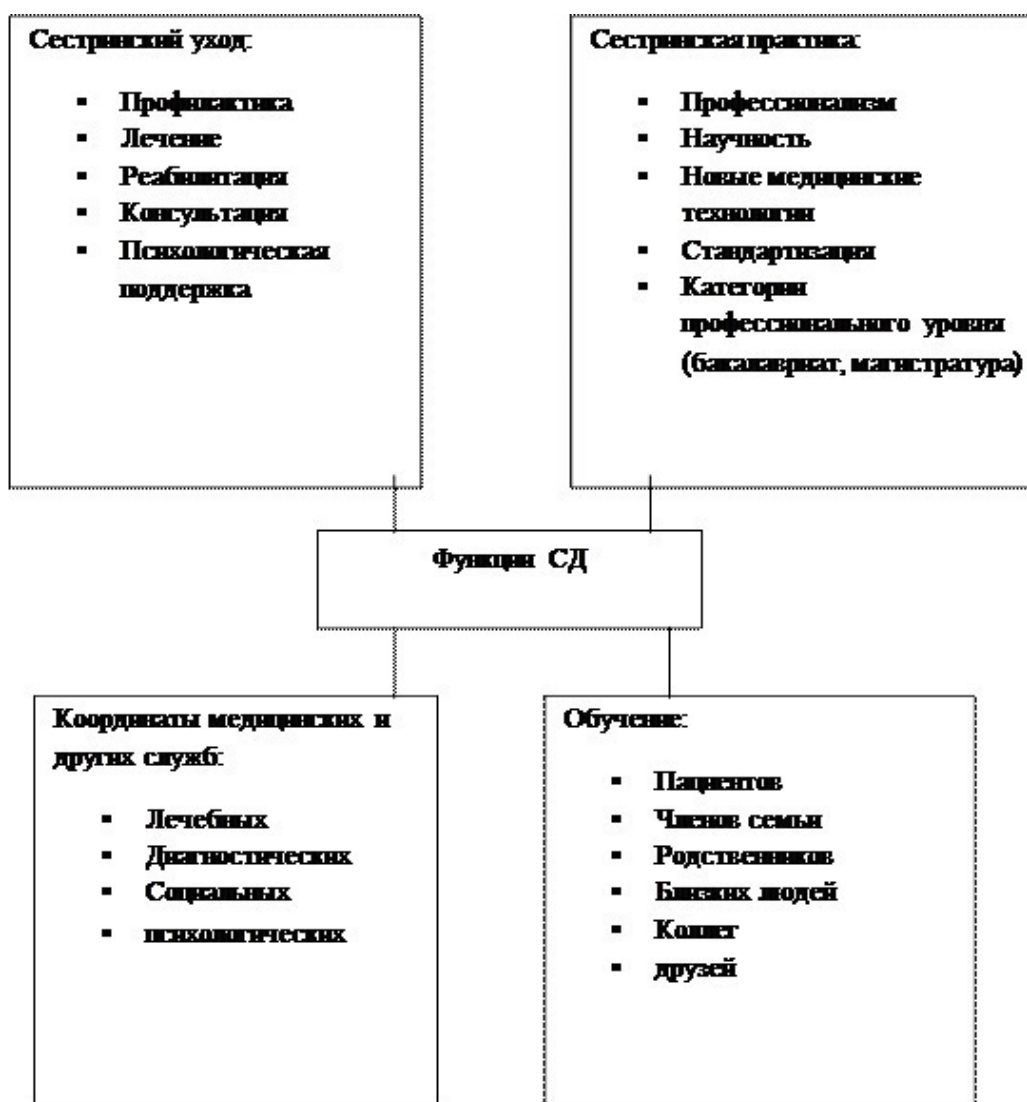 Сестринский уход:
▪ Профилактика
▪ Лечение
▪ Реабилитация
▪ Консультация
▪ Психологическая
поддержка
Сестринская практика:
▪ Профессионализм
▪ Научность
▪ Новые медицинские
технологии
▪ Стандартизация
▪ Категории
профессионального уровня
(бакалавриат, магистратура)
Функции СД
Координаты медицинских и
других служб:
▪ Лечебных
▪ Диагностических
▪ Социальных
▪ психологических
Обучение:
▪ Пациентов
▪ Членов семьи
▪ Родственников
▪ Близких людей
▪ Коллег
▪ друзей